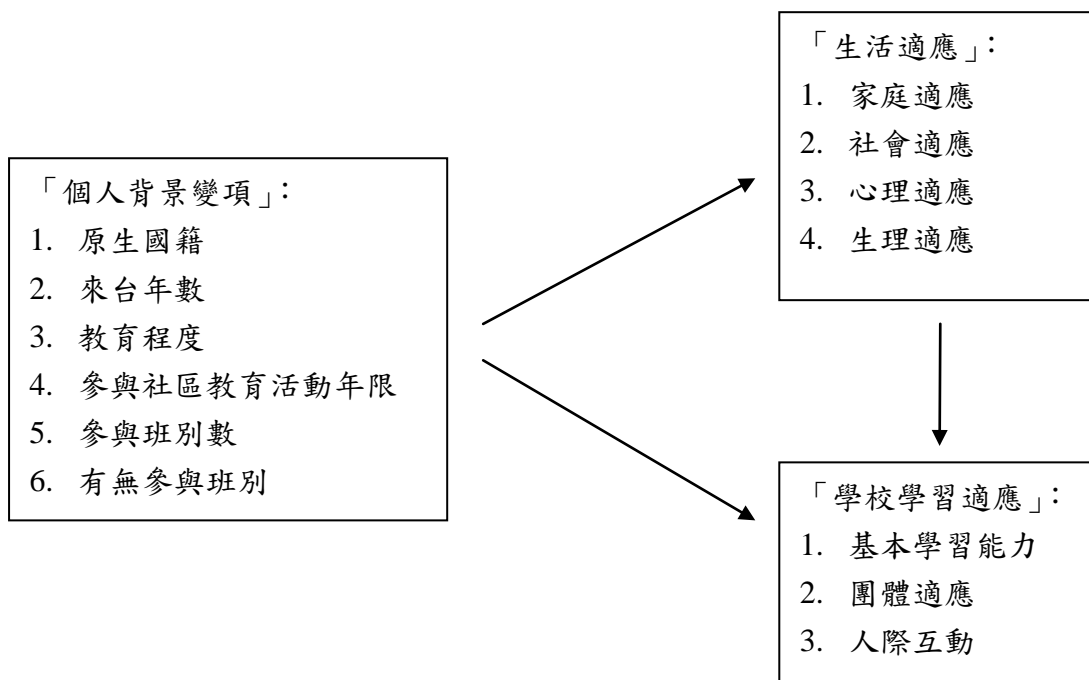 「個人背景變項」：
1. 原生國籍
2. 來台年數
3. 教育程度
4. 參與社區教育活動年限
5. 參與班別數
6. 有無參與班別
「生活適應」：
1. 家庭適應
2. 社會適應
3. 心理適應
4. 生理適應
「學校學習適應」：
1. 基本學習能力
2. 團體適應
3. 人際互動